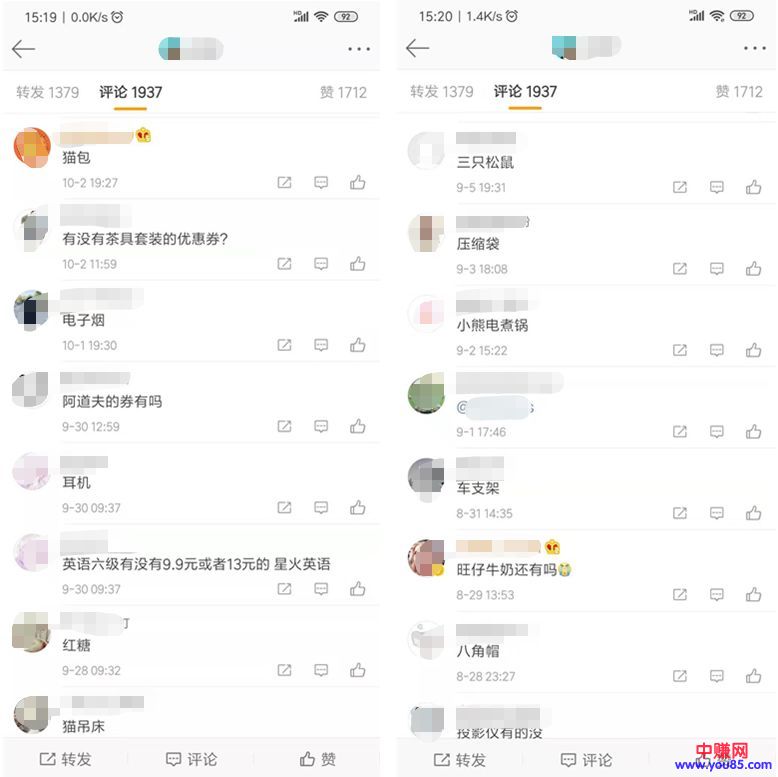 15:19 | 0.0K/s
HD
92
转发 1379
评论 1937
赞 1712
猫包
10-2 19:27
有没有茶具套装的优惠券?
10-2 11:59
电子烟
10-1 19:30
阿道夫的券有吗
9-30 12:59
耳机
9-30 09:37
英语六级有没有9.9元或者13元的 星火英语
9-30 09:37
红糖
9-28 09:32
猫吊床
转发
评论
赞
15:20 | 1.4K/s
HD
92
转发 1379
评论 1937
赞 1712
三只松鼠
9-5 19:31
压缩袋
9-3 18:08
小熊电煮锅
9-2 15:22
@
9-1 17:46
车支架
8-31 14:35
旺仔牛奶还有吗😭
8-29 13:53
八角帽
8-28 23:27
投影仪有的没
转发
评论
中赚网
www.you85.com